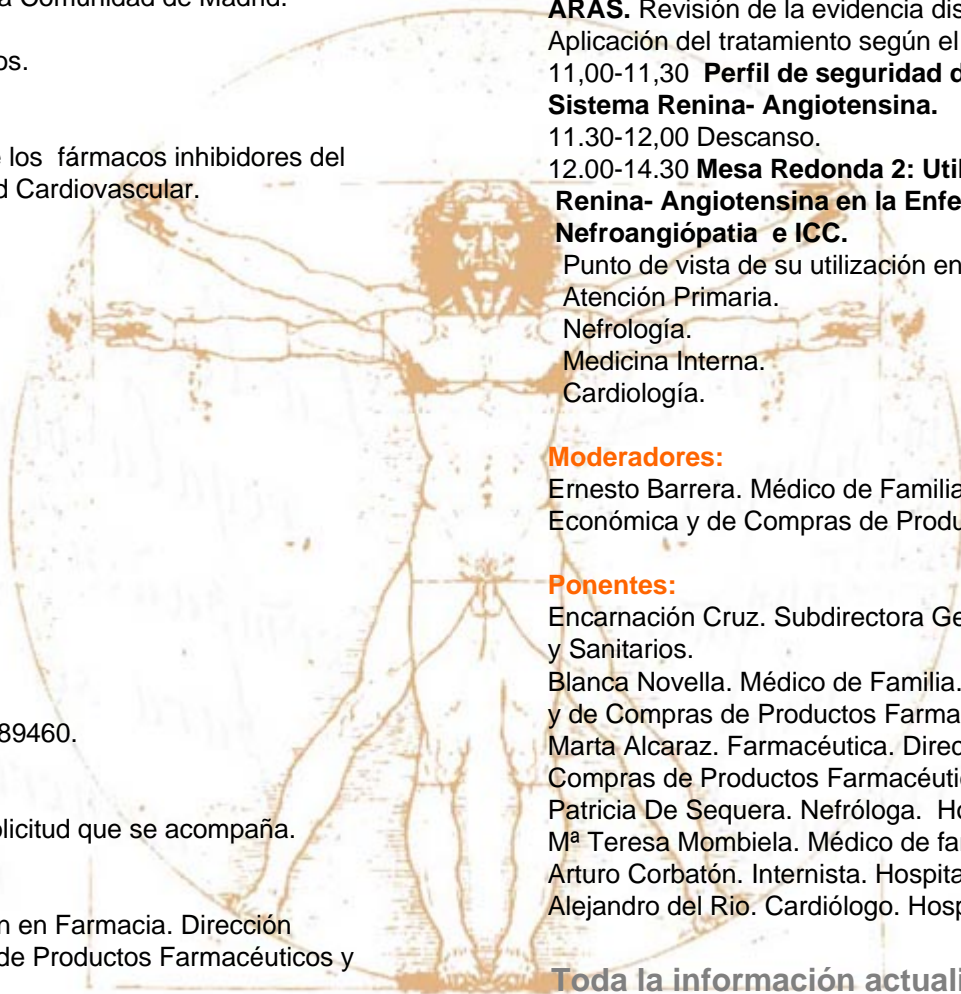 a Comunidad de Madrid.
os.
e los fármacos inhibidores del
d Cardiovascular.
89460.
olicitud que se acompaña.
n en Farmacia. Dirección
de Productos Farmacéuticos y
ARAS. Revisión de la evidencia dis
Aplicación del tratamiento según el
11,00-11,30 Perfil de seguridad d
Sistema Renina- Angiotensina.
11.30-12,00 Descanso.
12.00-14.30 Mesa Redonda 2: Util
Renina- Angiotensina en la Enfe
Nefroangiópatia e ICC.
Punto de vista de su utilización en
Atención Primaria.
Nefrología.
Medicina Interna.
Cardiología.
Moderadores:
Ernesto Barrera. Médico de Familia
Económica y de Compras de Produ
Ponentes:
Encarnación Cruz. Subdirectora Ge
y Sanitarios.
Blanca Novella. Médico de Familia.
y de Compras de Productos Farma
Marta Alcaraz. Farmacéutica. Direc
Compras de Productos Farmacéuti
Patricia De Sequera. Nefróloga. Ho
Mª Teresa Mombiela. Médico de fa
Arturo Corbatón. Internista. Hospita
Alejandro del Rio. Cardiólogo. Hosp
Toda la información actuali